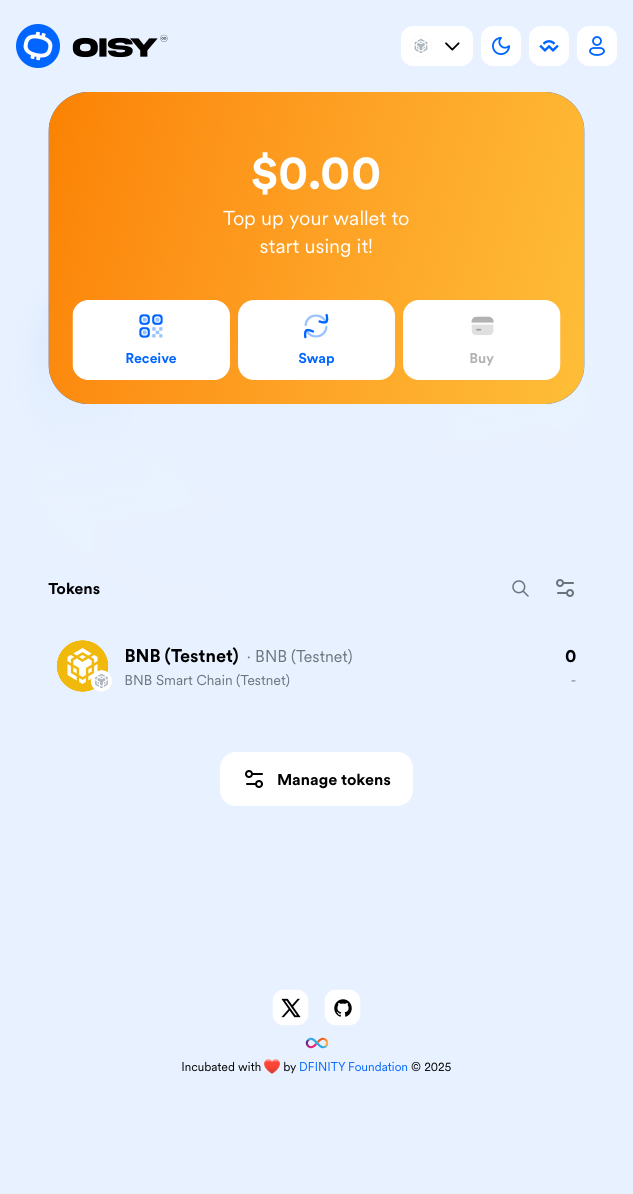 OISY
$0.00
Top up your wallet to
start using it!
Receive
Swap
Buy
Tokens
BNB (Testnet) · BNB (Testnet)
0
BNB Smart Chain (Testnet)
-
Manage tokens
Incubated with ❤️ by DFINITY Foundation © 2025